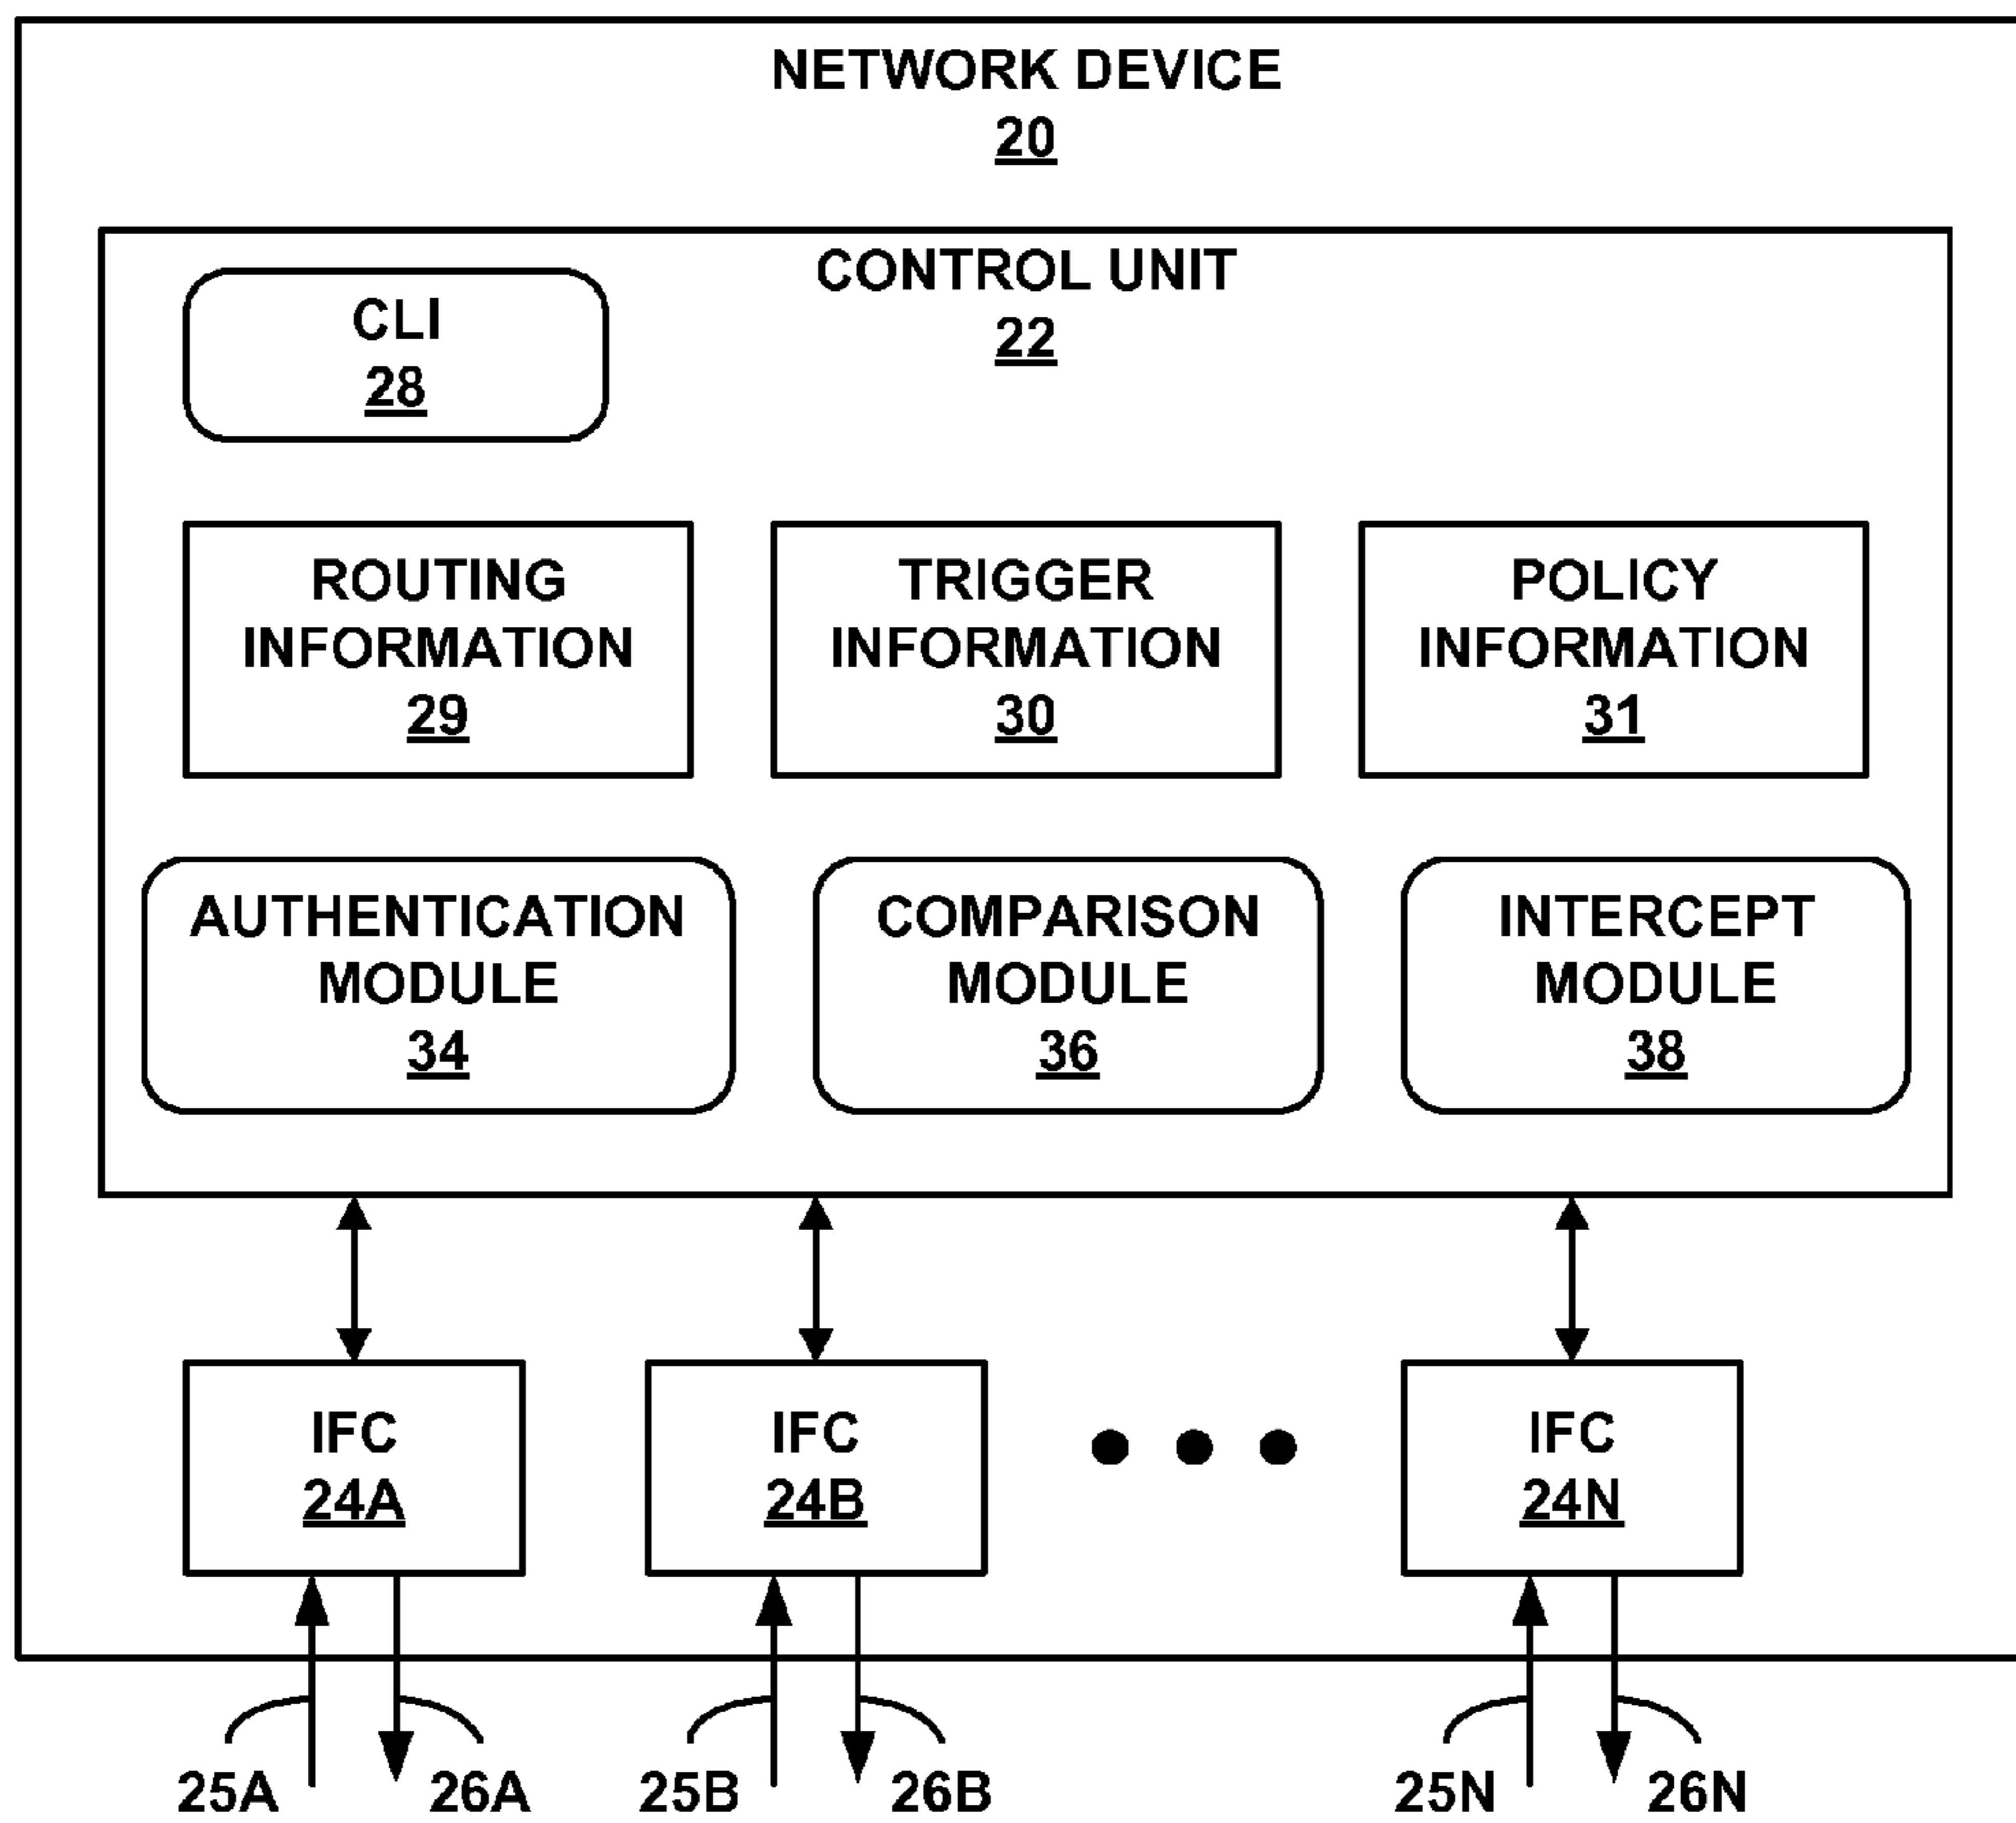 NETWORK DEVICE
20
CONTROL UNIT
22
CLI
28
ROUTING
INFORMATION
29
TRIGGER
INFORMATION
30
POLICY
INFORMATION
31
AUTHENTICATION
MODULE
34
COMPARISON
MODULE
36
INTERCEPT
MODULE
38
IFC
24A
IFC
24B
IFC
24N
25A
26A
25B
26B
25N
26N